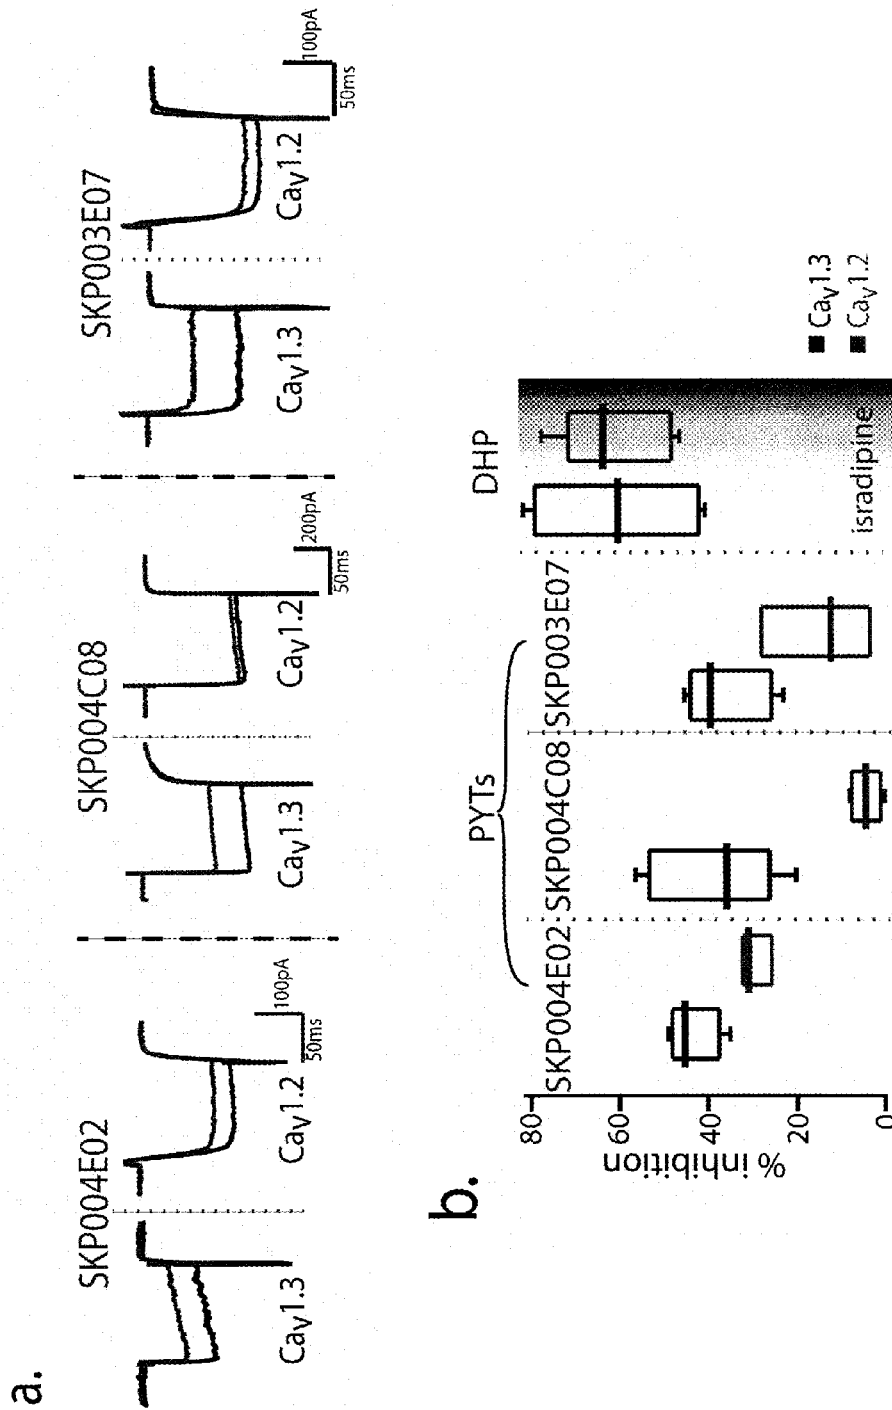 a.
SKP004E02
SKP004C08
SKP003E07
Cav1.3
Cav1.2
100pA
50ms
Cav1.3
Cav1.2
200pA
50ms
Cav1.3
Cav1.2
100pA
50ms
b.
PYTs
DHP
SKP004E02
SKP004C08
SKP003E07
isradipine
80
60
40
20
0
% inhibition
Cav1.3
Cav1.2